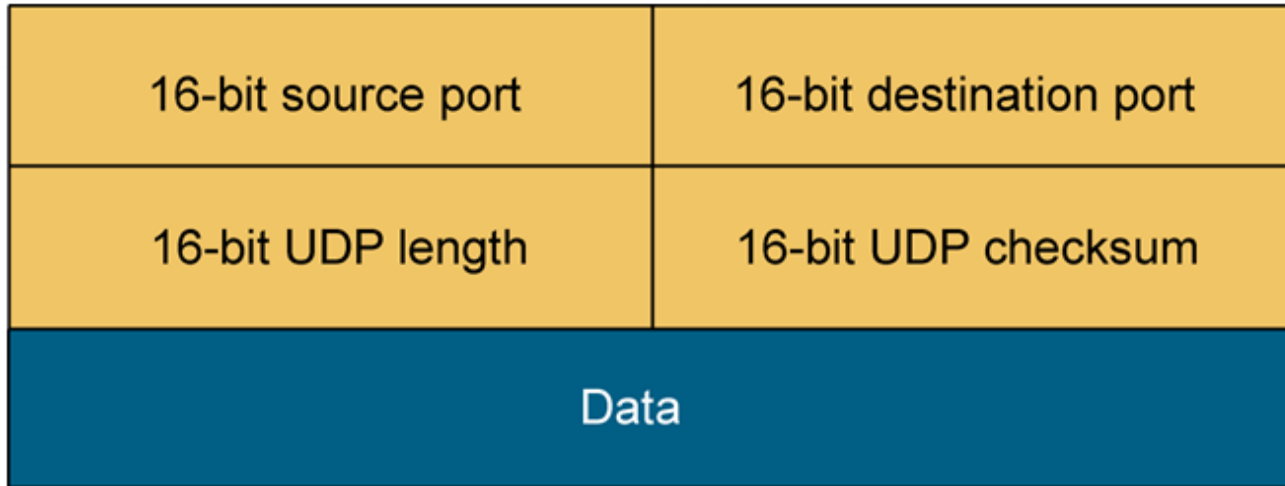 16-bit source port
16-bit destination port
16-bit UDP length
16-bit UDP checksum
Data